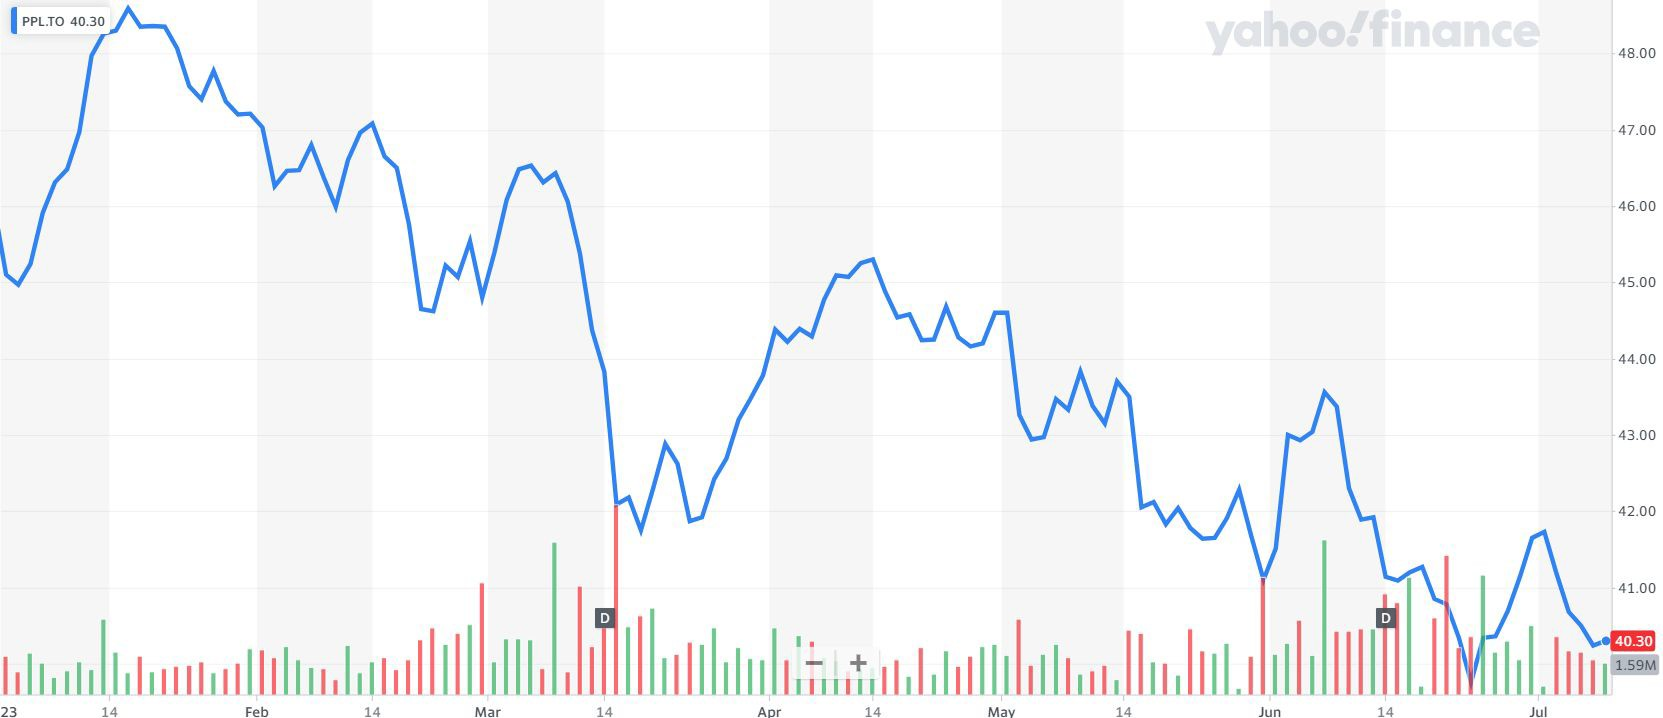 PPL.TO 40.30
yahoo!finance
48.00
47.00
46.00
45.00
44.00
43.00
42.00
41.00
40.30
1.59M
D
D
− +
23 14 Feb 14 Mar 14 Apr 14 May 14 Jun 14 Jul